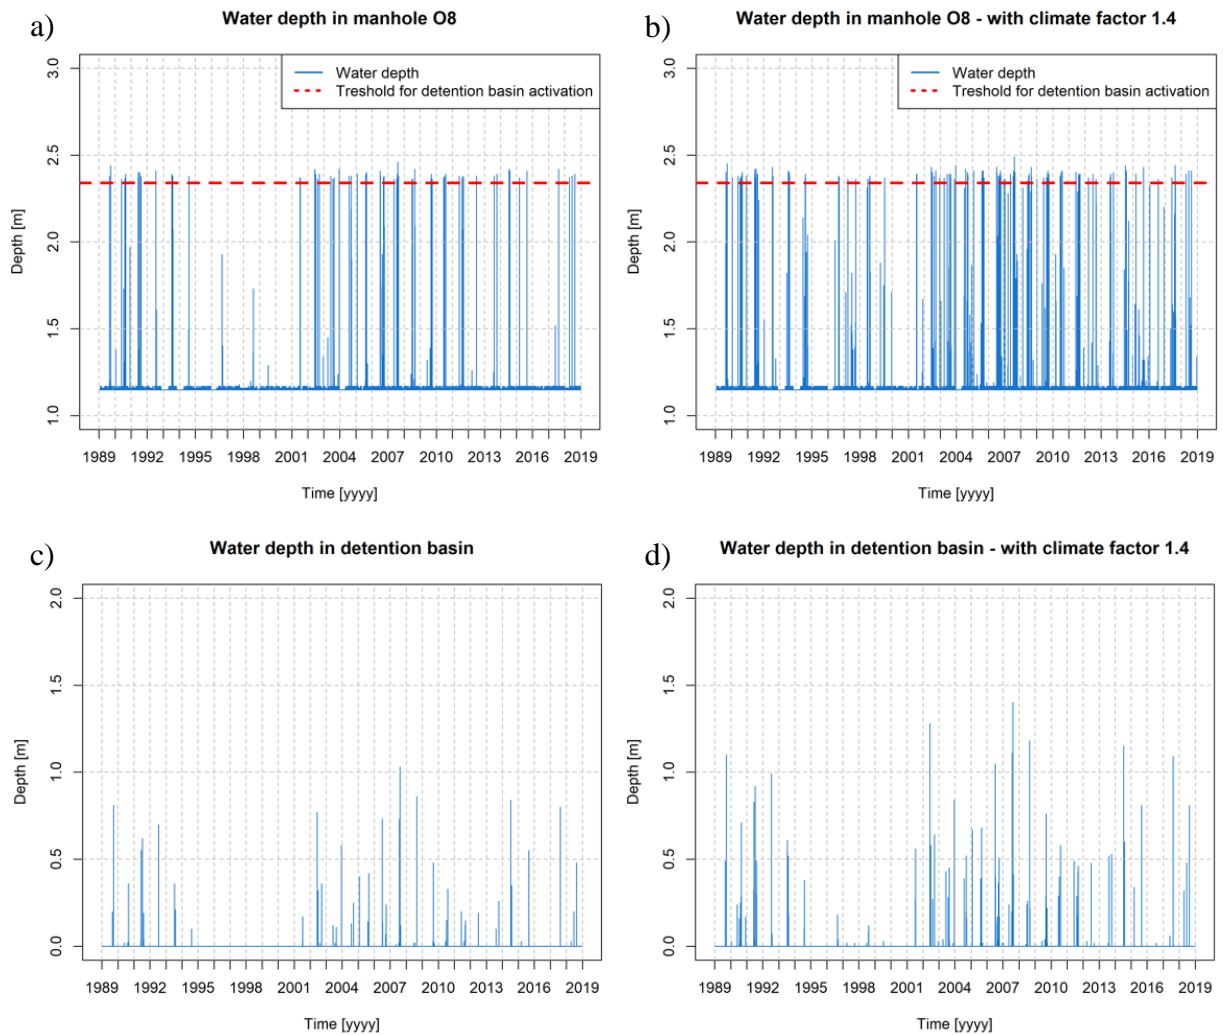 a)
Water depth in manhole O8
Water depth
Treshold for detention basin activation
Depth [m]
3.0
2.5
2.0
1.5
1.0
1989 1992 1995 1998 2001 2004 2007 2010 2013 2016 2019
Time [yyyy]
b)
Water depth in manhole O8 - with climate factor 1.4
Water depth
Treshold for detention basin activation
Depth [m]
3.0
2.5
2.0
1.5
1.0
1989 1992 1995 1998 2001 2004 2007 2010 2013 2016 2019
Time [yyyy]
c)
Water depth in detention basin
Depth [m]
2.0
1.5
1.0
0.5
0.0
1989 1992 1995 1998 2001 2004 2007 2010 2013 2016 2019
Time [yyyy]
d)
Water depth in detention basin - with climate factor 1.4
Depth [m]
2.0
1.5
1.0
0.5
0.0
1989 1992 1995 1998 2001 2004 2007 2010 2013 2016 2019
Time [yyyy]